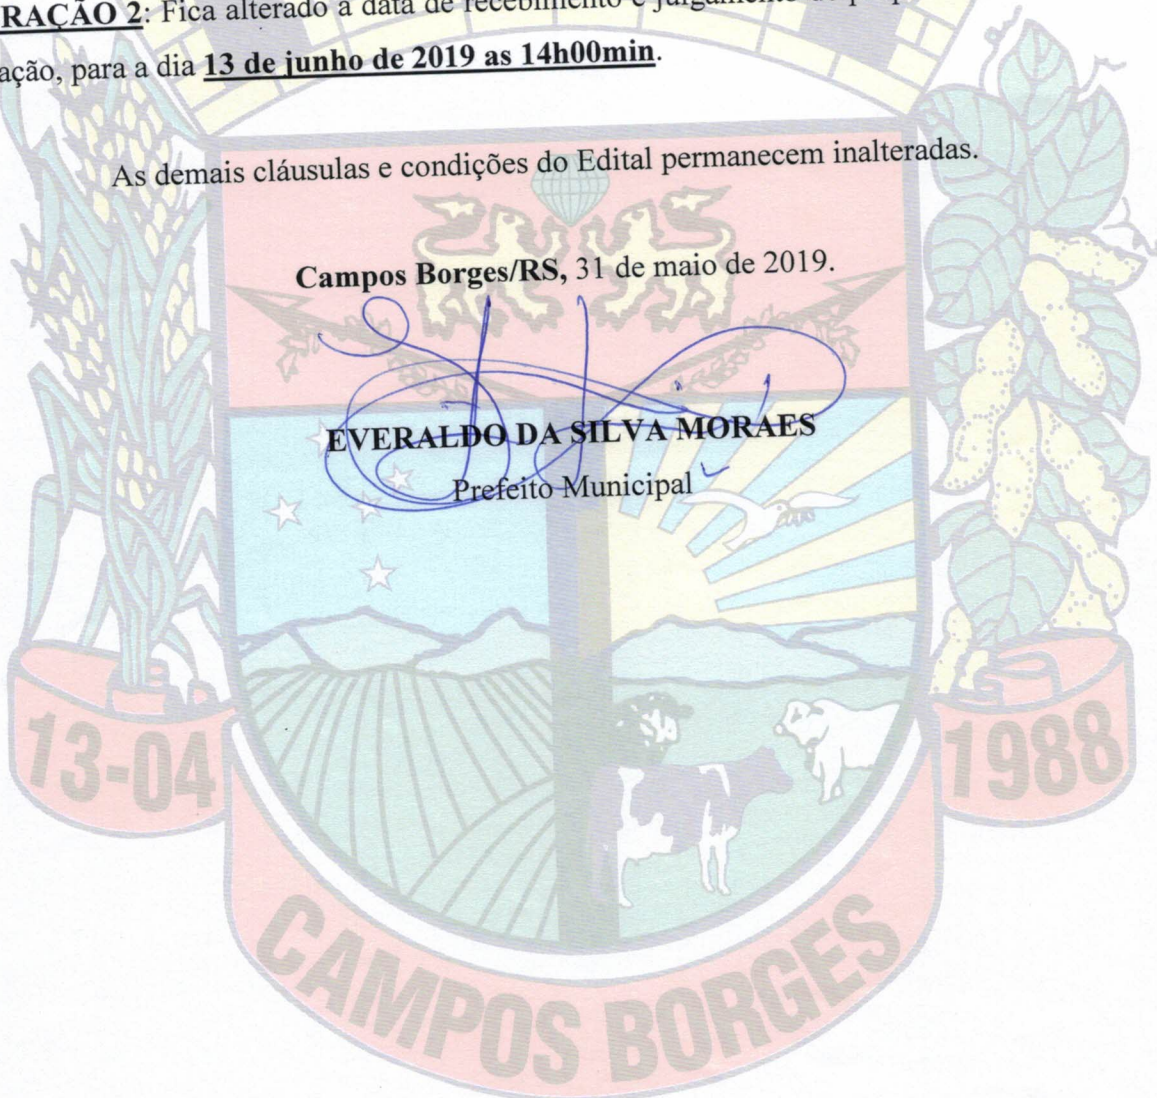 RAÇÃO 2: Fica alterado a data de recebimento e julgamento
ação, para a dia 13 de junho de 2019 as 14h00min.
As demais cláusulas e condições do Edital permanecem inalteradas.
Campos Borges/RS, 31 de maio de 2019.
EVERALDO DA SILVA MORAES
Prefeito Municipal
13-04
1988
CAMPOS BORGES